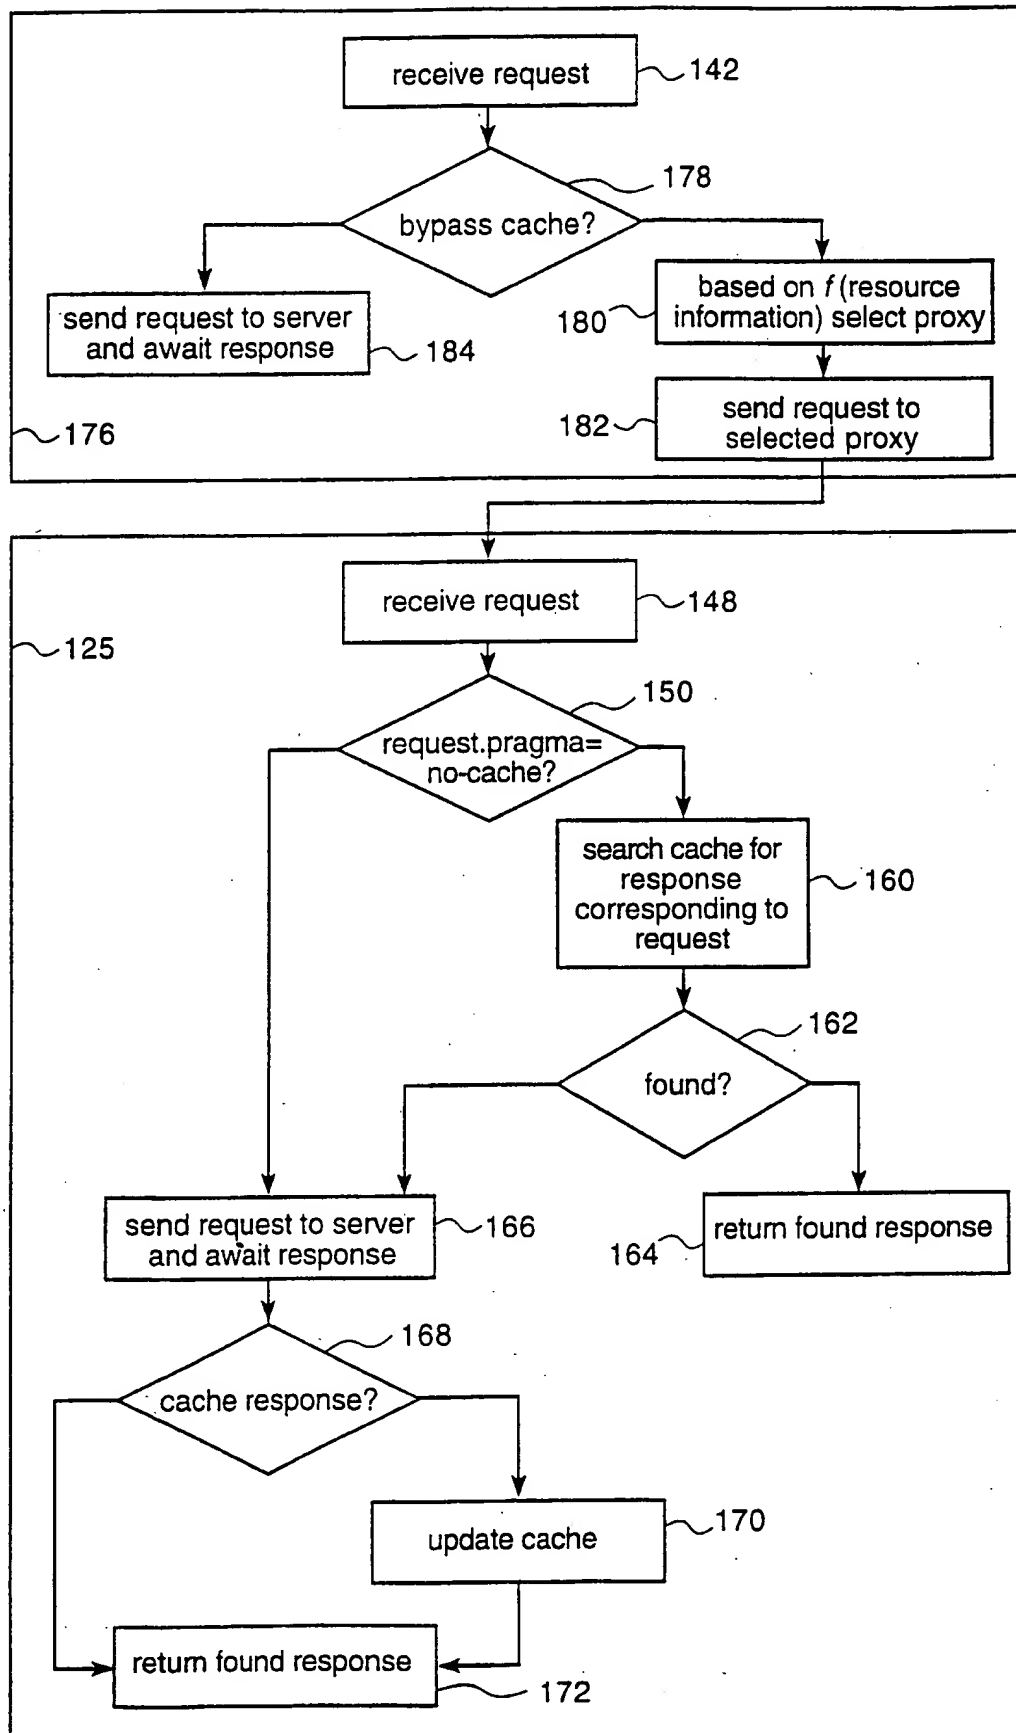 receive request
142
178
bypass cache?
send request to server
and await response
184
180
based on f (resource
information) select proxy
182
send request to
selected proxy
176
receive request
148
125
150
request.pragma=
no-cache?
search cache for
response
corresponding to
request
160
162
found?
send request to server
and await response
166
164
return found response
168
cache response?
update cache
170
return found response
172